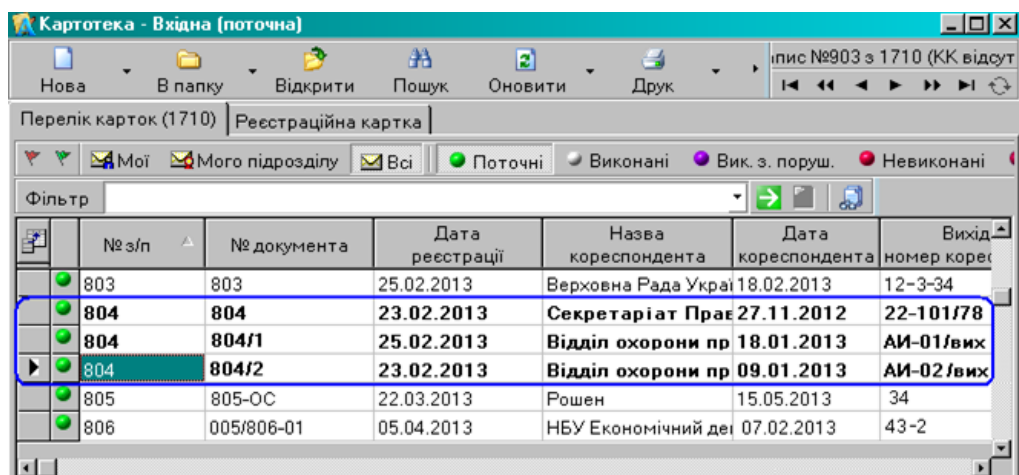 Картотека - Вхідна (поточна)
Нова В папку Відкрити Пошук Оновити Друк пис №903 з 1710 (КК відсут
Перелік карток (1710) Реєстраційна картка
Мої Мого підрозділу Всі Поточні Виконані Вик. з. поруш. Невиконані
Фільтр
№ з/п № документа Дата реєстрації Назва кореспондента Дата кореспондента Вихід номер корес
803 803 25.02.2013 Верховна Рада Украї 18.02.2013 12-3-34
804 804 23.02.2013 Секретаріат Прав 27.11.2012 22-101/78
804 804/1 25.02.2013 Відділ охорони пр 18.01.2013 АИ-01/вих
804 804/2 23.02.2013 Відділ охорони пр 09.01.2013 АИ-02/вих
805 805-ОС 22.03.2013 Рошен 15.05.2013 34
806 005/806-01 05.04.2013 НБУ Економічний де 07.02.2013 43-2